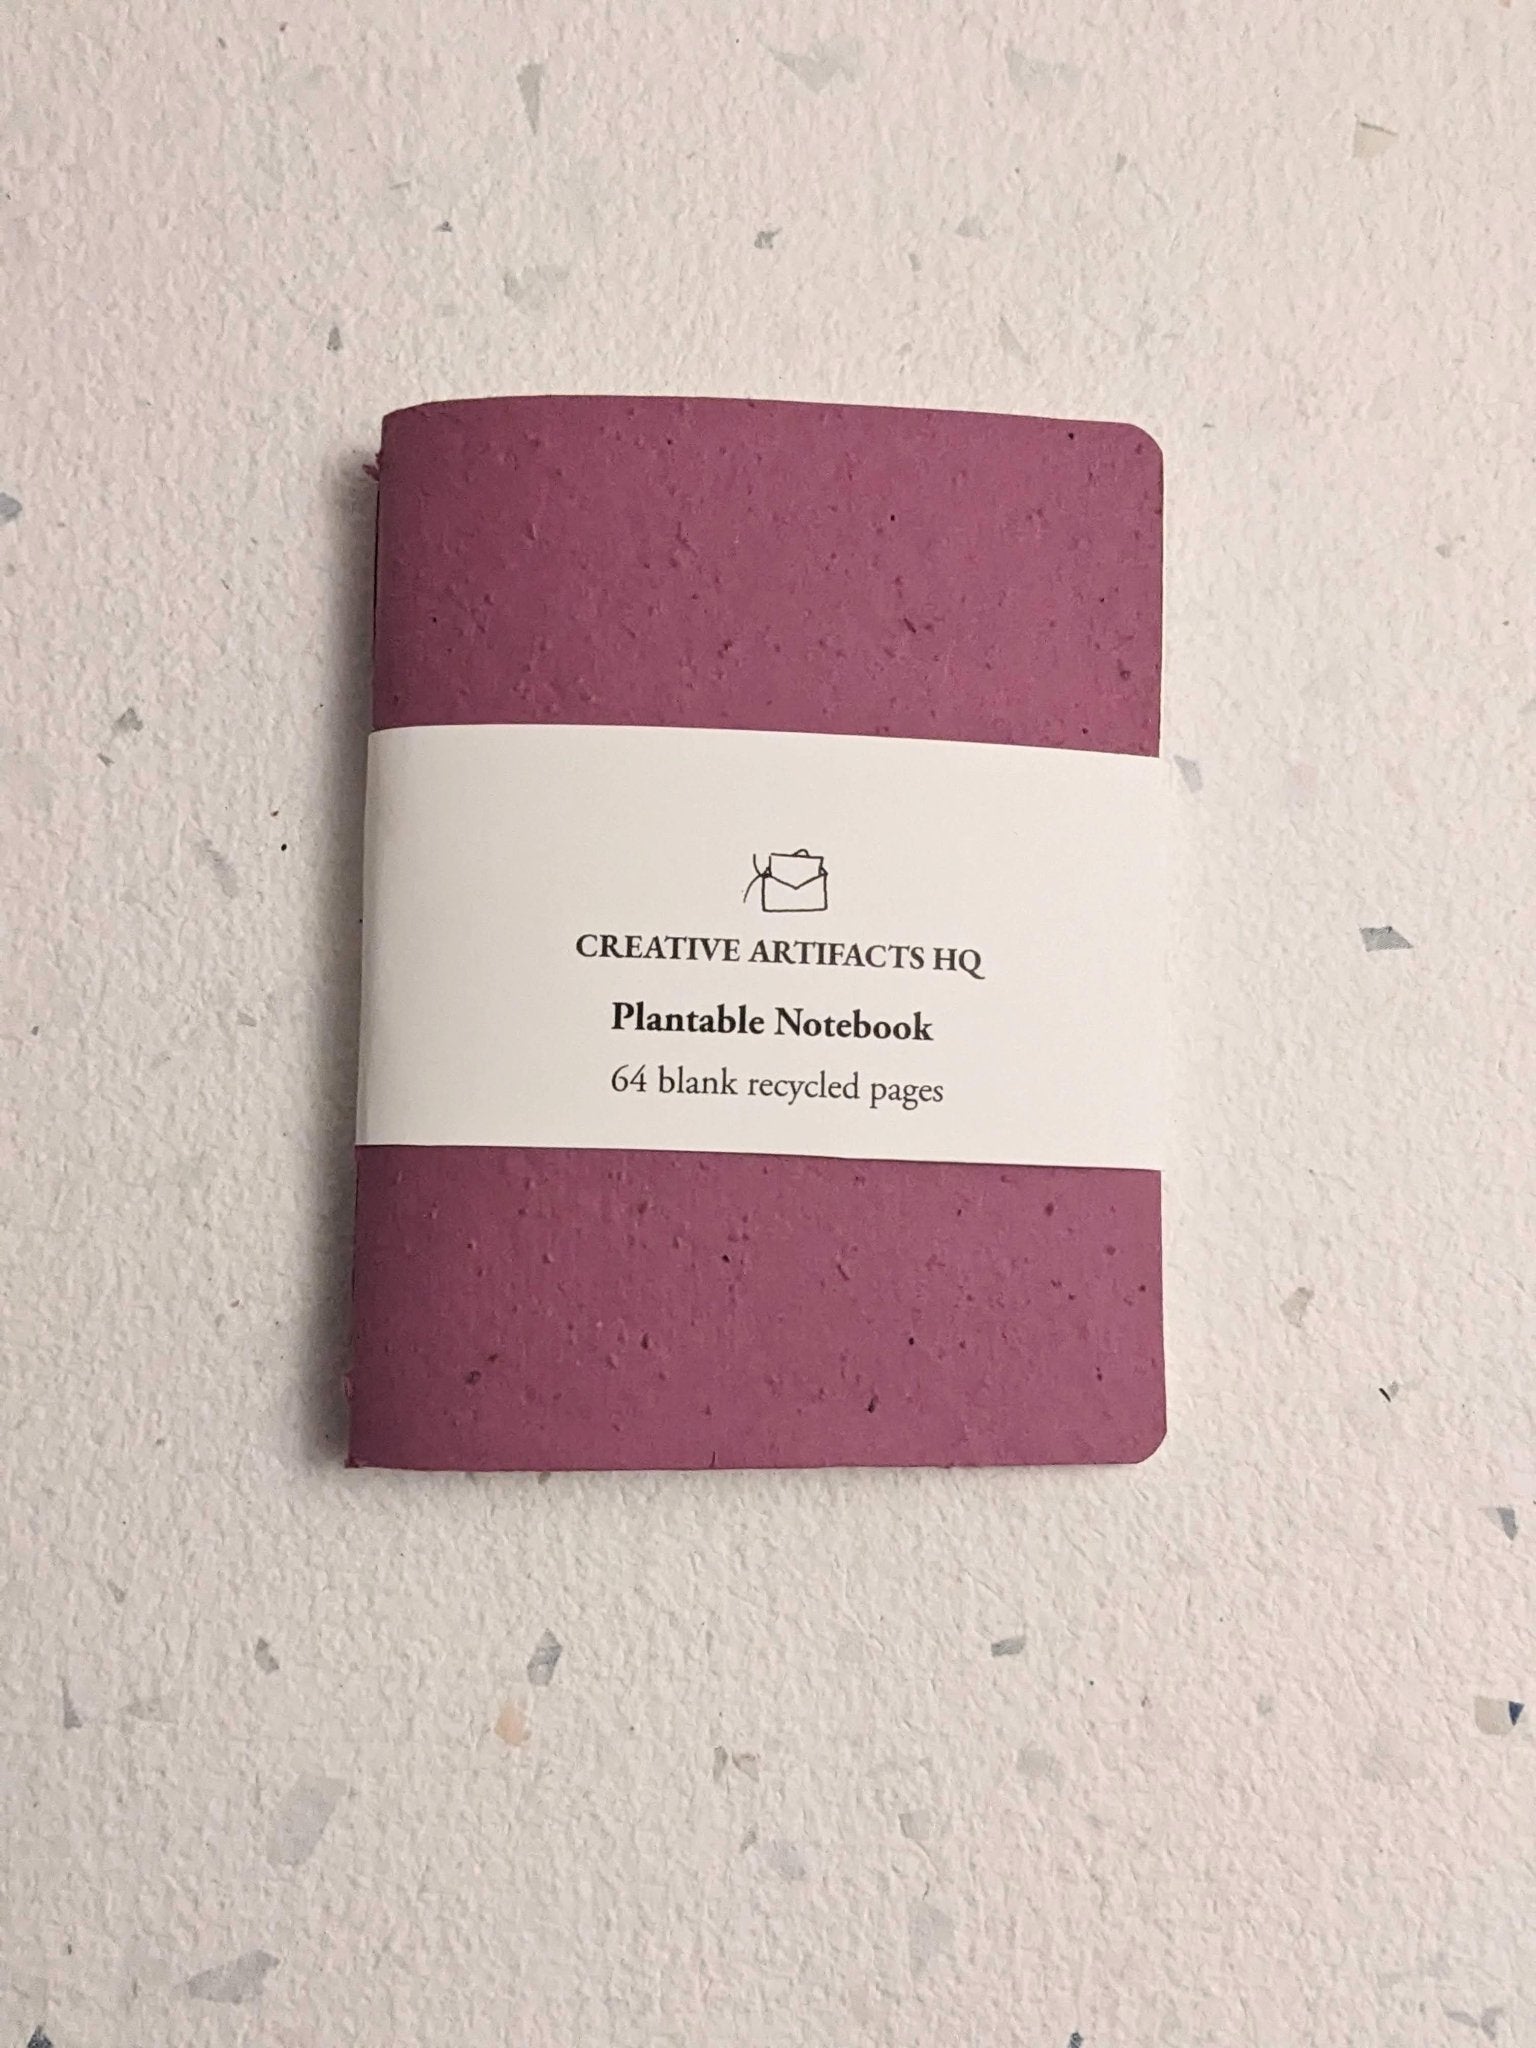 CREATIVE ARTIFACTS HQ
Plantable Notebook
64 blank recycled pages